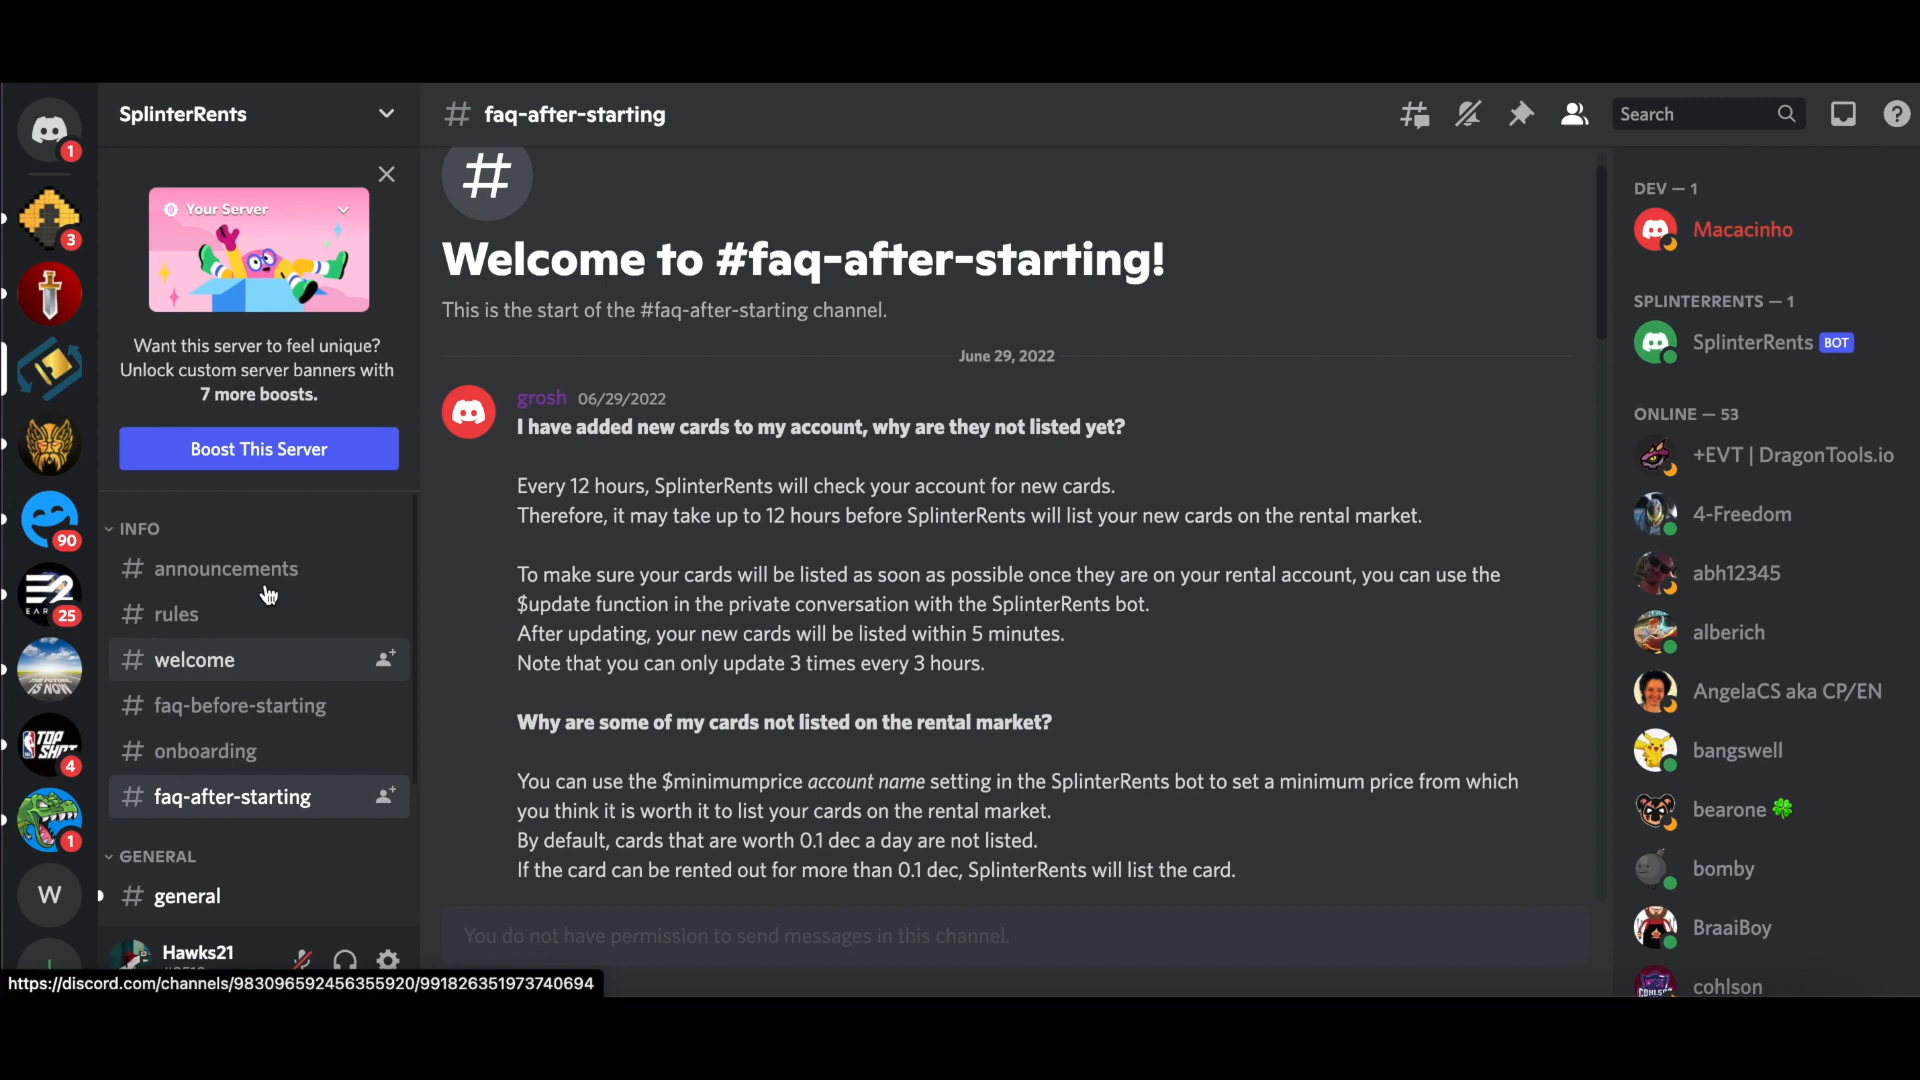 1
3
90
25
EAR
THE FUTURE
IS NOW
NBA TOP
SHOT
4
1
W
SplinterRents
Your Server
Want this server to feel unique?
Unlock custom server banners with
7 more boosts.
Boost This Server
INFO
# announcements
# rules
# welcome
# faq-before-starting
# onboarding
# faq-after-starting
GENERAL
# general
Hawks21
https://discord.com/channels/983096592456355920/991826351973740694
# faq-after-starting
Search
#
Welcome to #faq-after-starting!
This is the start of the #faq-after-starting channel.
June 29, 2022
grosh 06/29/2022
I have added new cards to my account, why are they not listed yet?
Every 12 hours, SplinterRents will check your account for new cards.
Therefore, it may take up to 12 hours before SplinterRents will list your new cards on the rental market.
To make sure your cards will be listed as soon as possible once they are on your rental account, you can use the
$update function in the private conversation with the SplinterRents bot.
After updating, your new cards will be listed within 5 minutes.
Note that you can only update 3 times every 3 hours.
Why are some of my cards not listed on the rental market?
You can use the $minimumprice account name setting in the SplinterRents bot to set a minimum price from which
you think it is worth it to list your cards on the rental market.
By default, cards that are worth 0.1 dec a day are not listed.
If the card can be rented out for more than 0.1 dec, SplinterRents will list the card.
You do not have permission to send messages in this channel.
DEV — 1
Macacinho
SPLINTERRENTS — 1
SplinterRents BOT
ONLINE — 53
+EVT | DragonTools.io
4-Freedom
abh12345
alberich
AngelaCS aka CP/EN
bangswell
bearone
bomby
BraaiBoy
cohlson